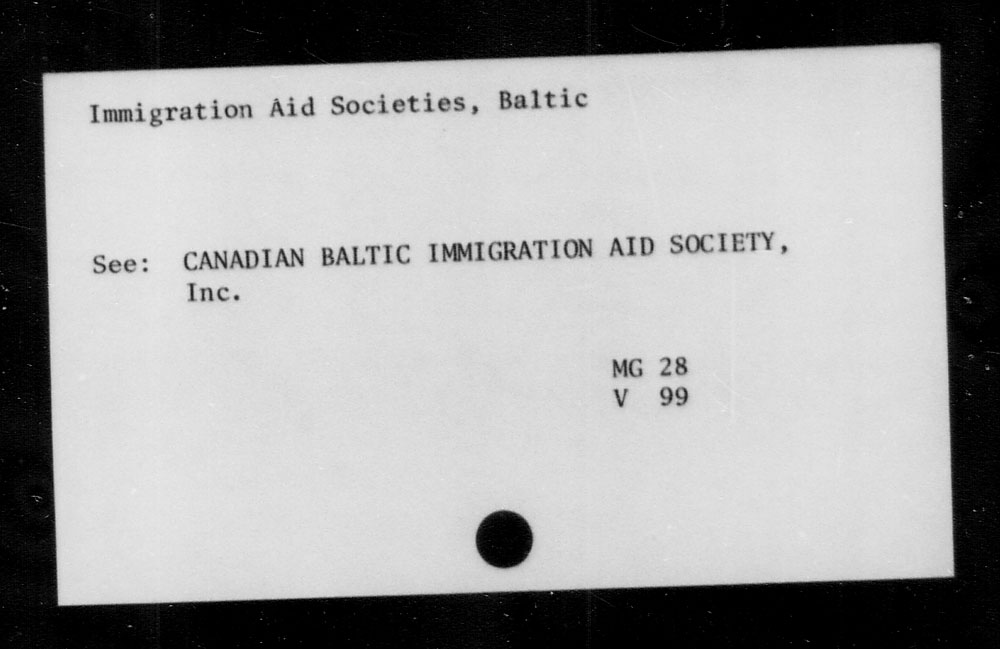 Immigration Aid Societies, Baltic
See: CANADIAN BALTIC IMMIGRATION AID SOCIETY,
Inc.
MG 28
V 99